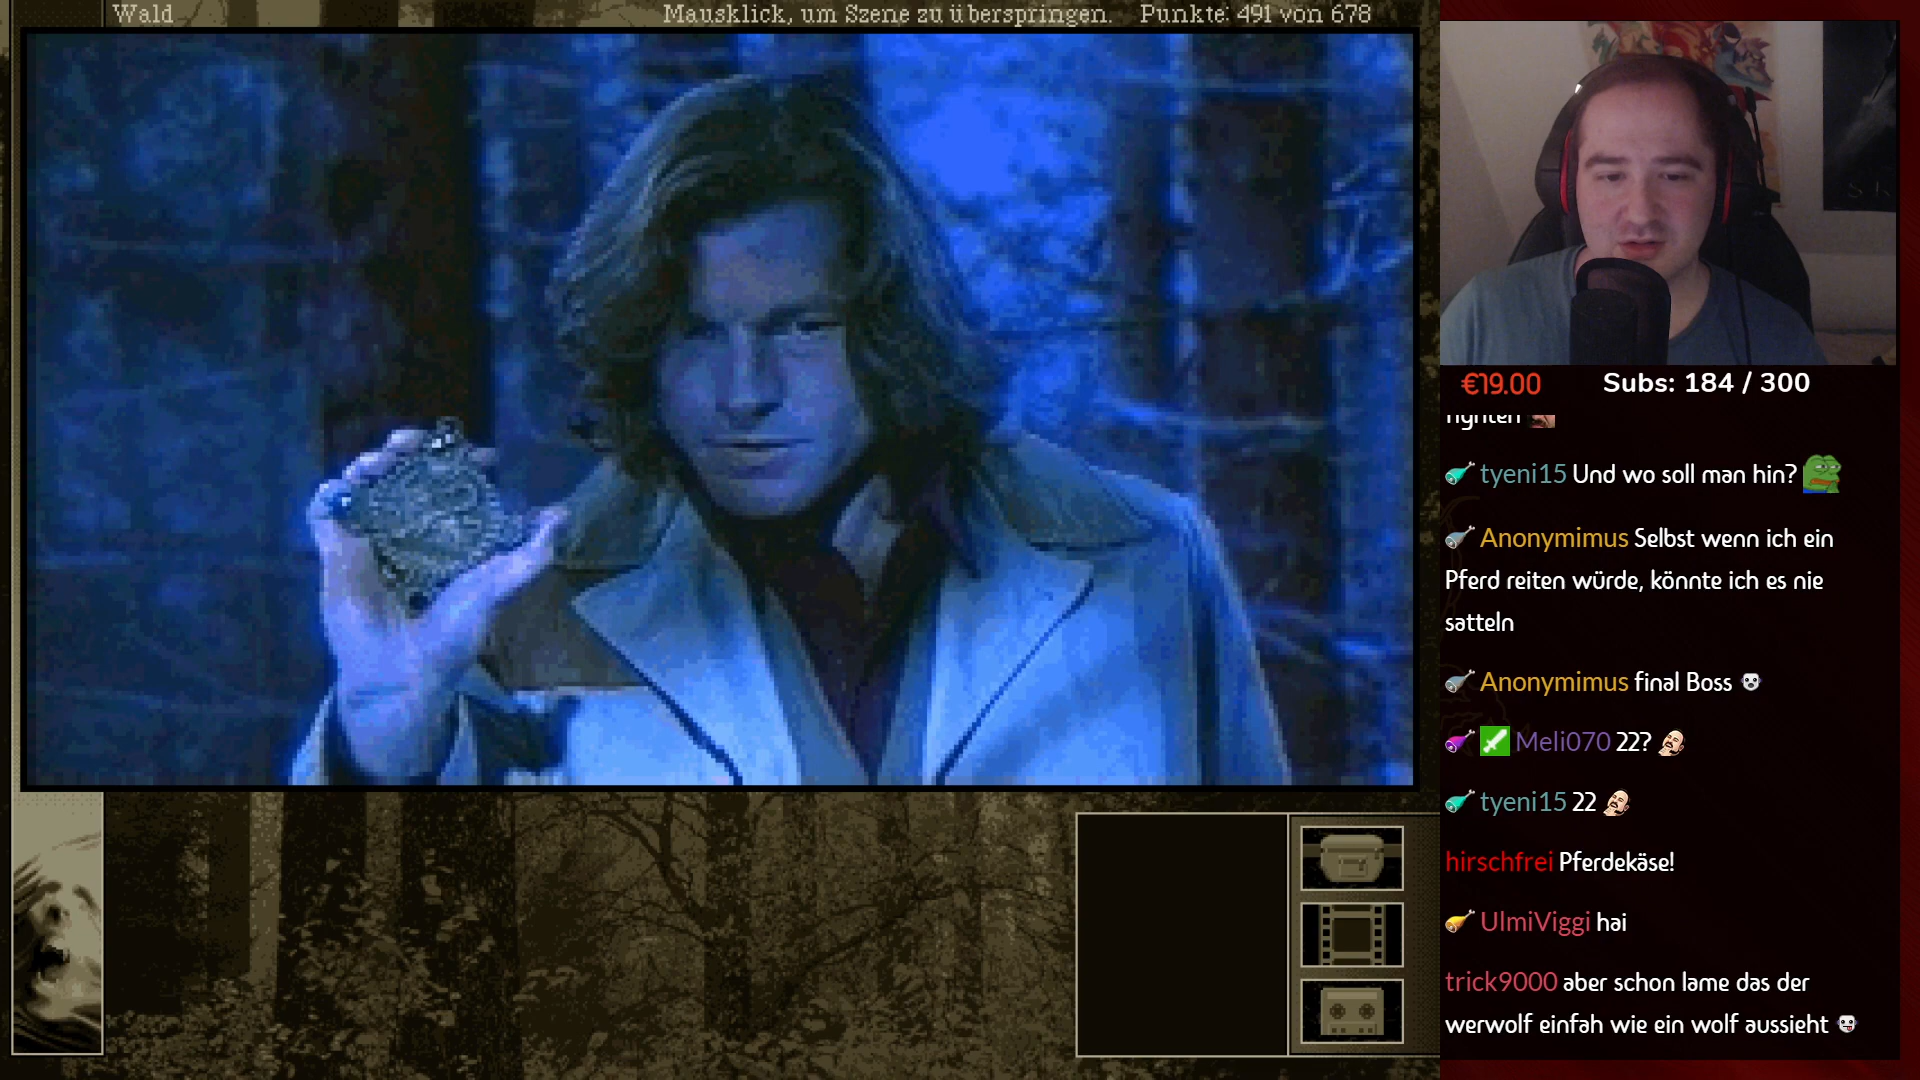 Wald
Mausklick, um Szene zu überspringen. Punkte: 491 von 678
€19.00 Subs: 184 / 300
tyeni15 Und wo soll man hin?
Anonymimus Selbst wenn ich ein
Pferd reiten würde, könnte ich es nie
satteln
Anonymimus final Boss
Meli070 22?
tyeni15 22
hirschfrei Pferdekäse!
UlmiViggi hai
trick9000 aber schon lame das der
werwolf einfah wie ein wolf aussieht